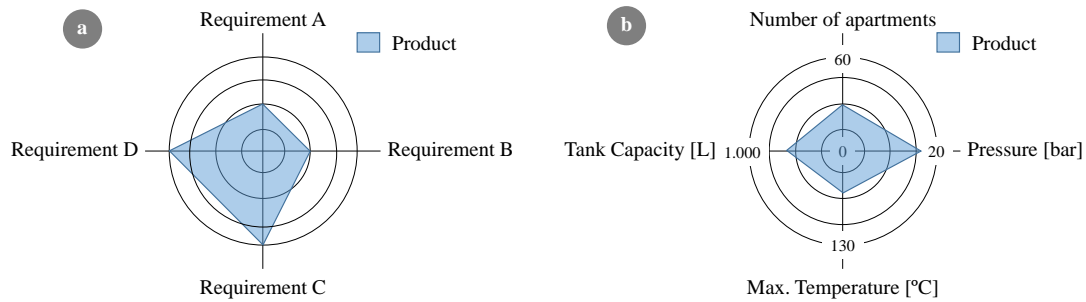 a
Requirement A
Product
Requirement D
Requirement B
Requirement C
b
Number of apartments
Product
60
Tank Capacity [L]
1.000
0
20
Pressure [bar]
130
Max. Temperature [ºC]